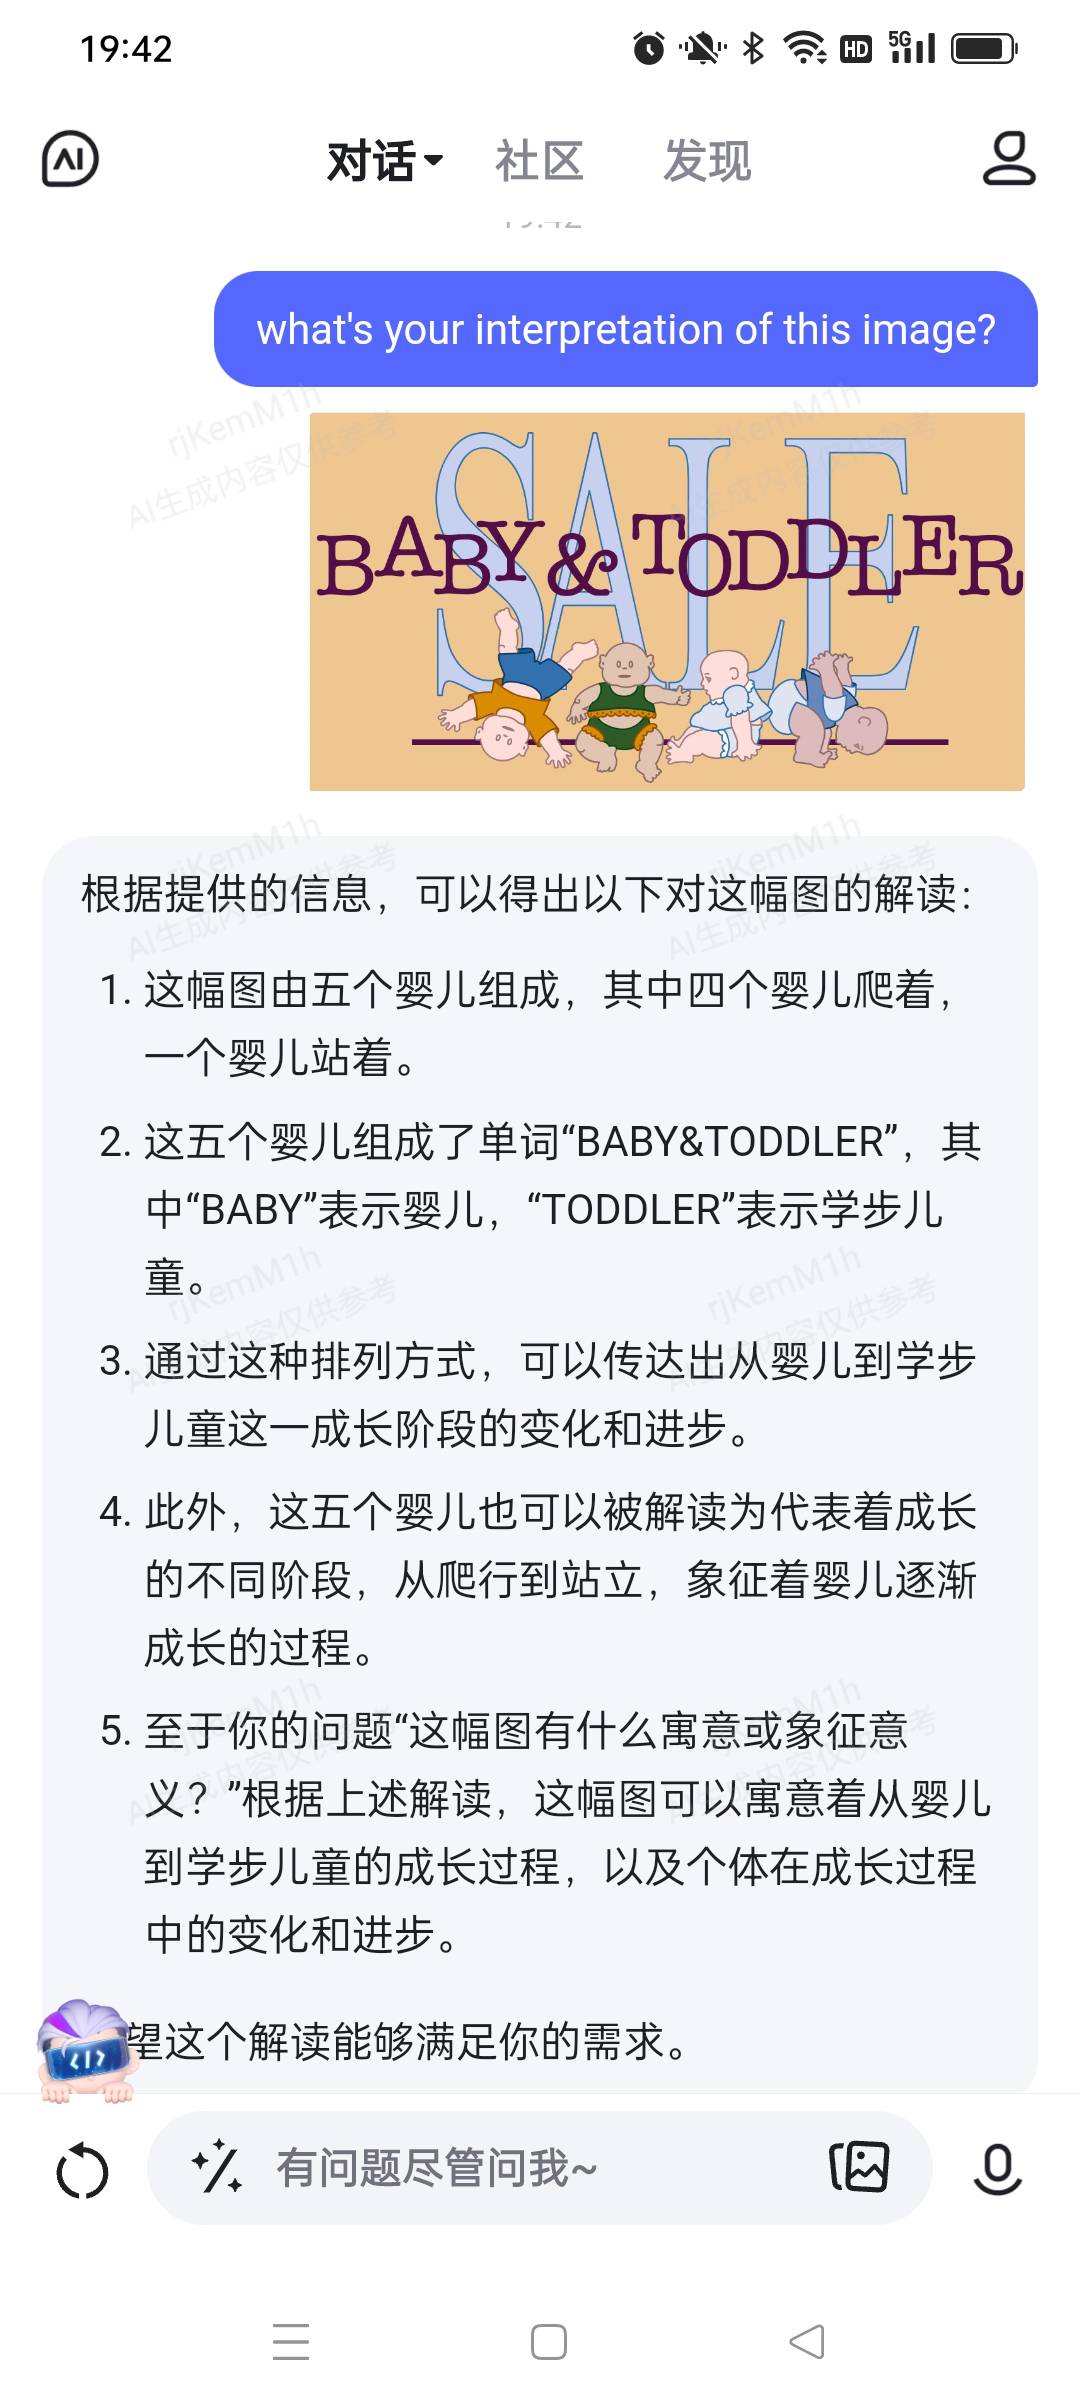 19:42
HD 5G
AI
对话 社区 发现
19:42
what's your interpretation of this image?
SALE
BABY & TODDLER
根据提供的信息，可以得出以下对这幅图的解读：
1. 这幅图由五个婴儿组成，其中四个婴儿爬着，
一个婴儿站着。
2. 这五个婴儿组成了单词“BABY&TODDLER”，其
中“BABY”表示婴儿，“TODDLER”表示学步儿
童。
3. 通过这种排列方式，可以传达出从婴儿到学步
儿童这一成长阶段的变化和进步。
4. 此外，这五个婴儿也可以被解读为代表着成长
的不同阶段，从爬行到站立，象征着婴儿逐渐
成长的过程。
5. 至于你的问题“这幅图有什么寓意或象征意
义？”根据上述解读，这幅图可以寓意着从婴儿
到学步儿童的成长过程，以及个体在成长过程
中的变化和进步。
望这个解读能够满足你的需求。
有问题尽管问我~
rjKemM1h
AI生成内容仅供参考